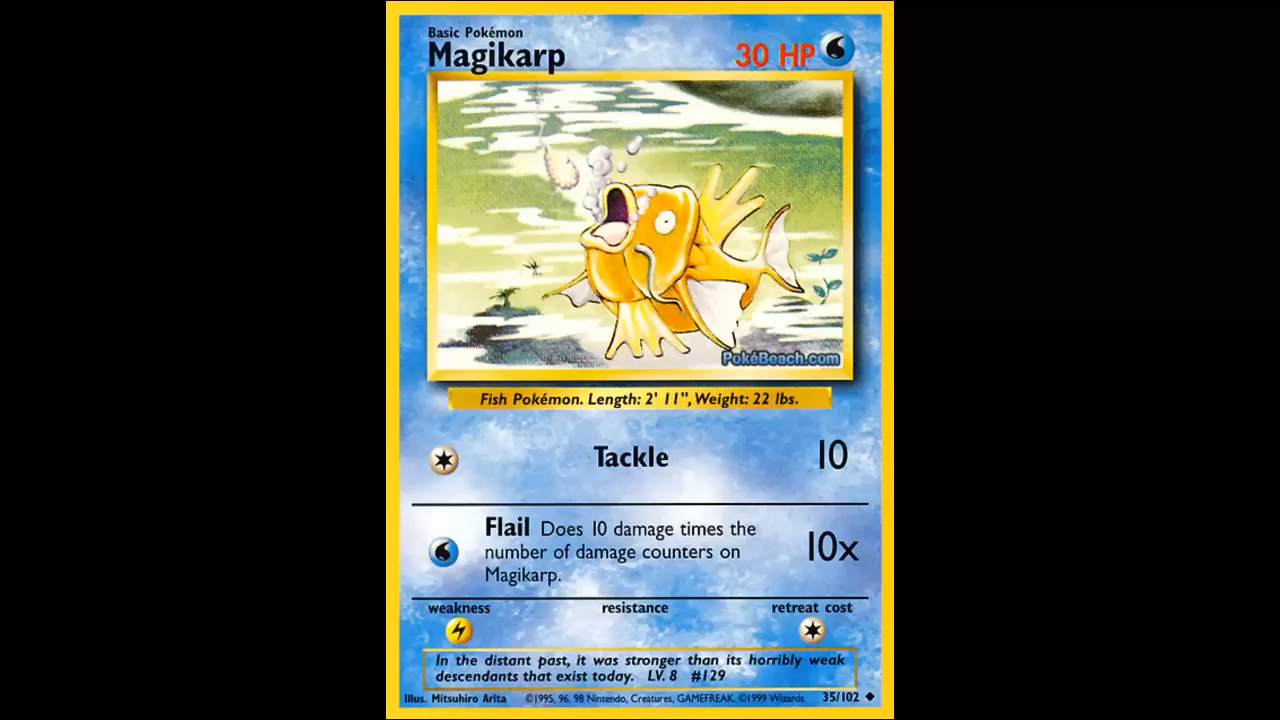 Basic Pokémon
Magikarp
30 HP
PokéBeach.com
Fish Pokémon. Length: 2' 11", Weight: 22 lbs.
Tackle 10
Flail Does 10 damage times the
number of damage counters on
Magikarp.
10x
weakness resistance retreat cost
In the distant past, it was stronger than its horribly weak
descendants that exist today. LV. 8 #129
Illus. Mitsuhiro Arita ©1995, 96, 98 Nintendo, Creatures, GAMEFREAK. ©1999 Wizards. 35/102